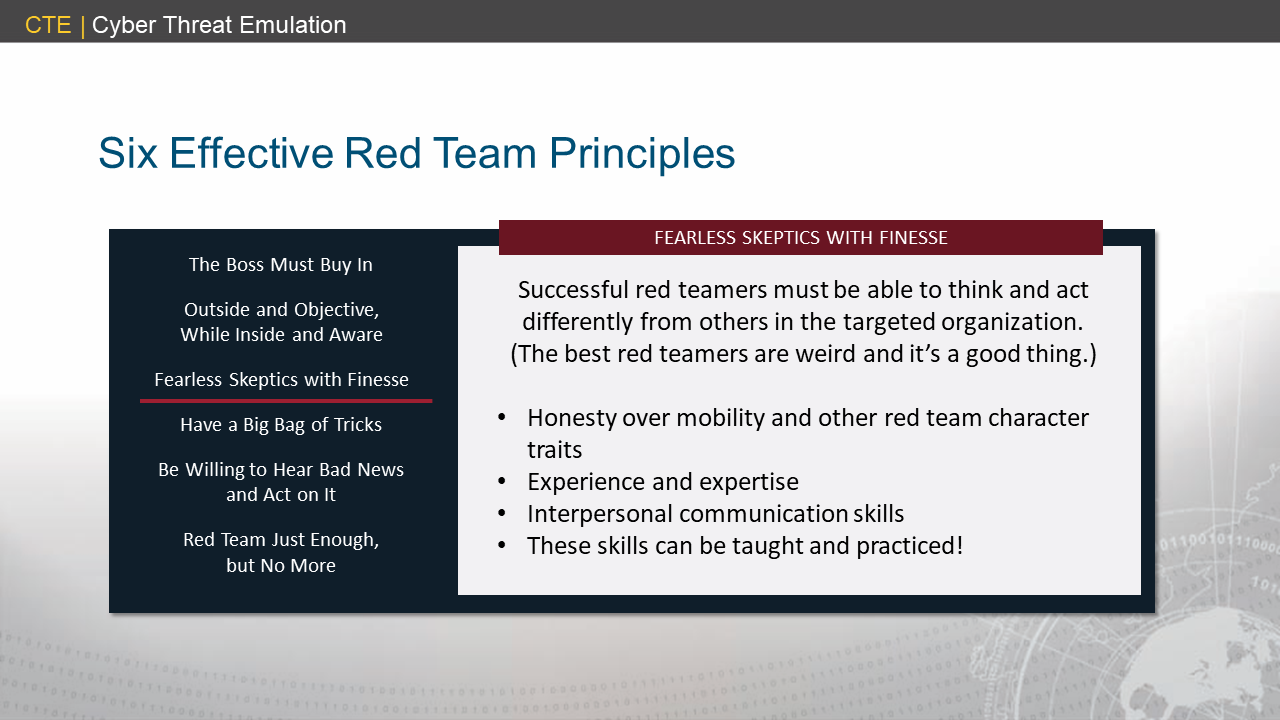 CTE | Cyber Threat Emulation
Six Effective Red Team Principles
The Boss Must Buy In
Outside and Objective,
While Inside and Aware
Fearless Skeptics with Finesse
Have a Big Bag of Tricks
Be Willing to Hear Bad News
and Act on It
Red Team Just Enough,
but No More
FEARLESS SKEPTICS WITH FINESSE
Successful red teamers must be able to think and act
differently from others in the targeted organization.
(The best red teamers are weird and it’s a good thing.)
• Honesty over mobility and other red team character
traits
• Experience and expertise
• Interpersonal communication skills
• These skills can be taught and practiced!